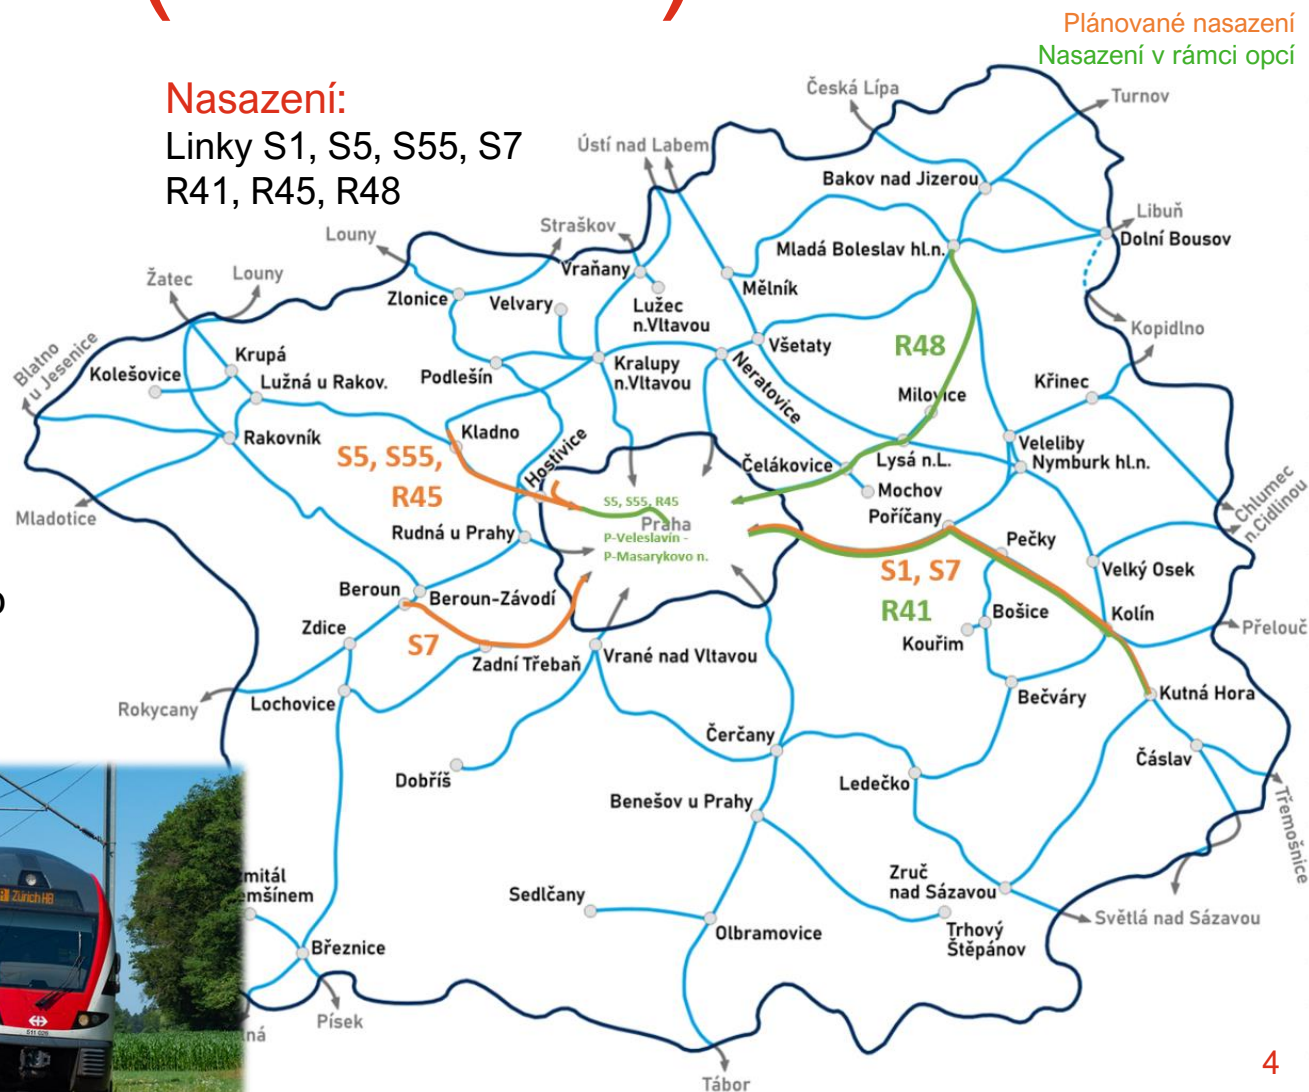 Plánované nasazení
Nasazení v rámci opcí
Nasazení:
Linky S1, S5, S55, S7
R41, R45, R48
Česká Lípa
Turnov
Ústí nad Labem
Bakov nad Jizerou
Libuň
Dolní Bousov
Straškov
Louny
Mladá Boleslav hl.n.
Žatec
Louny
Vraňany
Mělník
Zlonice
Velvary
Lužec
n.Vltavou
Kopidlno
Všetaty
R48
Blatno
u Jesenice
Krupá
Kolešovice
Lužná u Rakov.
Podlešín
Kralupy
n.Vltavou
Neratovice
Křinec
Milovice
Rakovník
Kladno
S5, S55,
R45
Hostivice
Čelákovice
Lysá n.L.
Veleliby
Nymburk hl.n.
Mochov
Chlumec
n.Cidlinou
Mladotice
S5, S55, R45
Praha
P-Veleslavín -
P-Masarykovo n.
Rudná u Prahy
Poříčany
Pečky
S1, S7
R41
Velký Osek
Beroun
Beroun-Závodí
Bošice
Kolín
Přelouč
Zdice
S7
Zadní Třebaň
Vrané nad Vltavou
Kouřim
Rokycany
Lochovice
Bečváry
Kutná Hora
Čerčany
Čáslav
Dobříš
Ledečko
Benešov u Prahy
Třemošnice
Zürich HB
mitál
emšínem
Sedlčany
Zruč
nad Sázavou
Světlá nad Sázavou
Olbramovice
Trhový
Štěpánov
Březnice
Písek
ná
Tábor
4